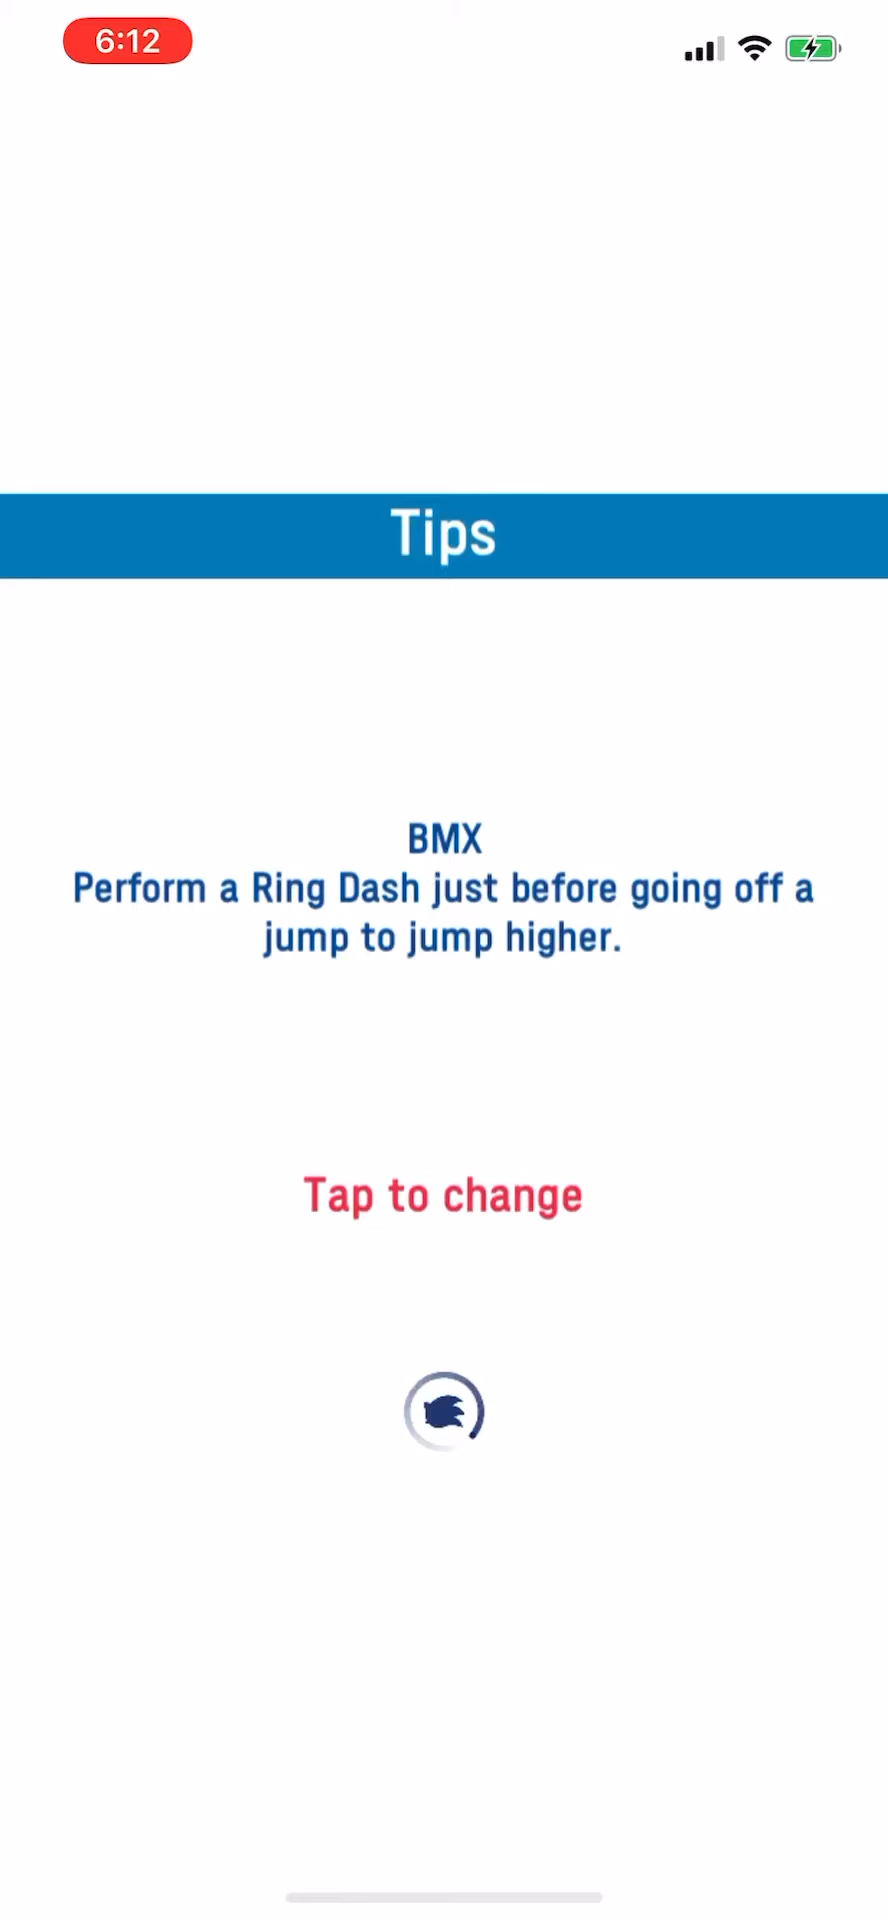 6:12
Tips
BMX
Perform a Ring Dash just before going off a
jump to jump higher.
Tap to change